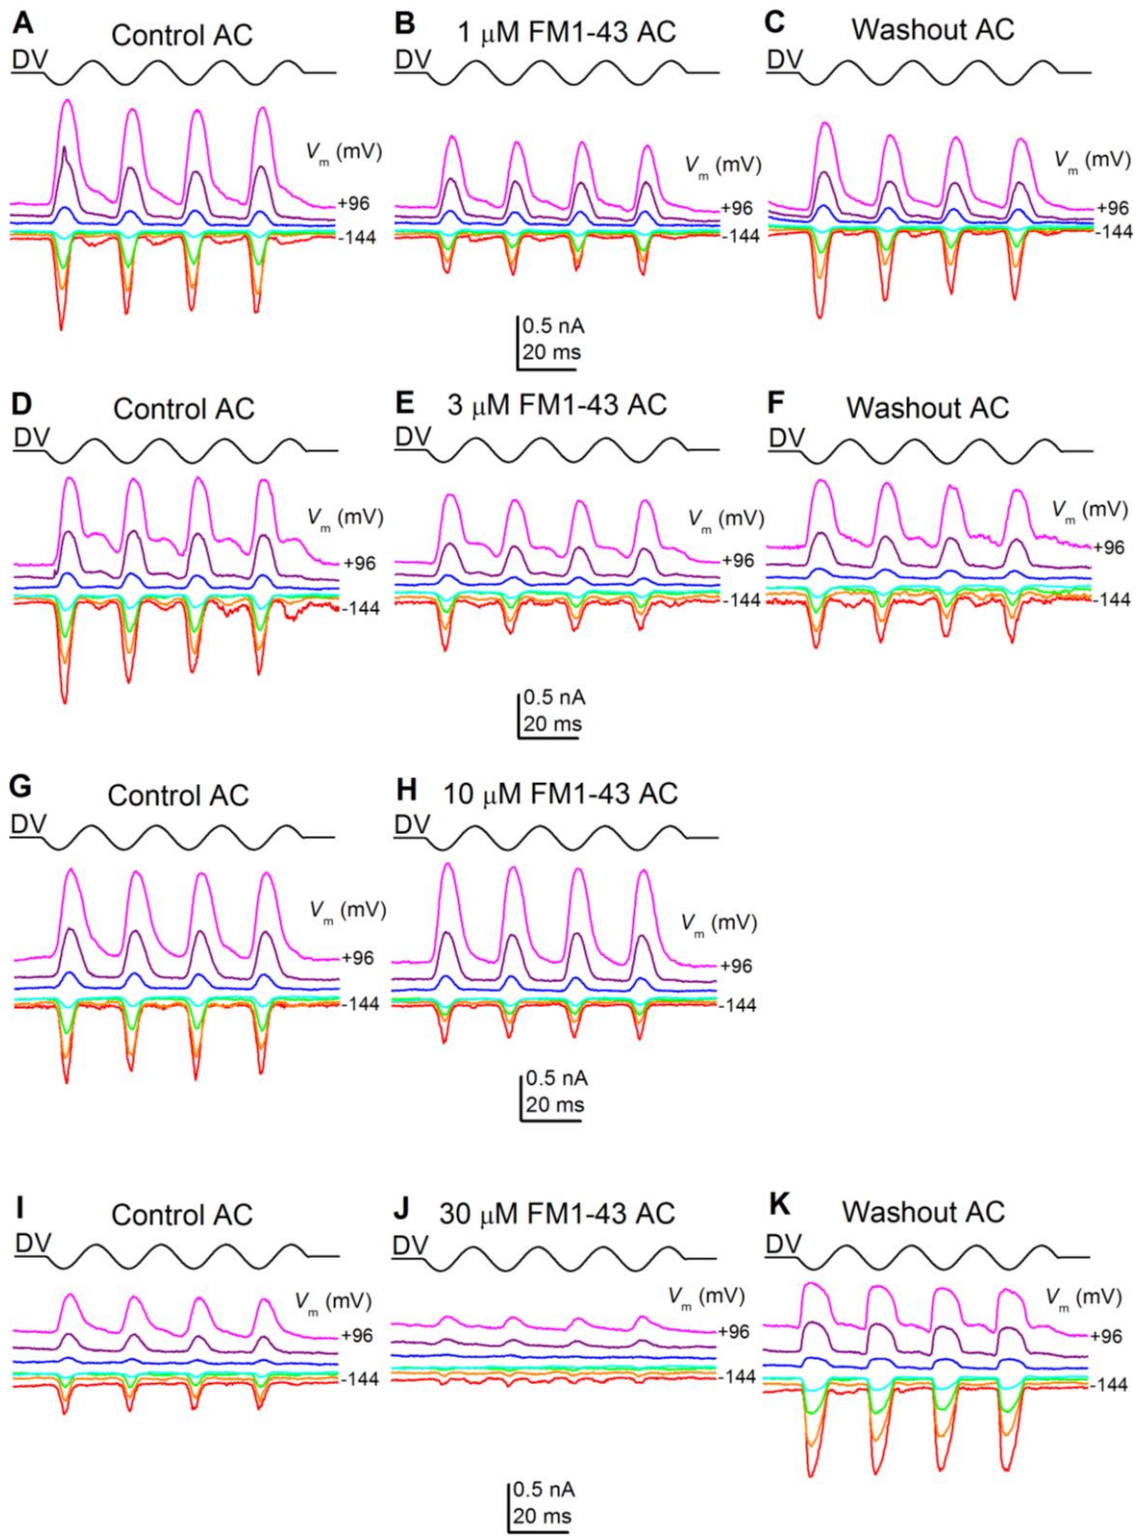 A
Control AC
B
1 μM FM1-43 AC
C
Washout AC
DV
DV
DV
Vm (mV)
Vm (mV)
Vm (mV)
+96
+96
+96
-144
-144
-144
0.5 nA
20 ms
D
Control AC
E
3 μM FM1-43 AC
F
Washout AC
DV
DV
DV
Vm (mV)
Vm (mV)
Vm (mV)
+96
+96
+96
-144
-144
-144
0.5 nA
20 ms
G
Control AC
H
10 μM FM1-43 AC
DV
DV
Vm (mV)
Vm (mV)
+96
+96
-144
-144
0.5 nA
20 ms
I
Control AC
J
30 μM FM1-43 AC
K
Washout AC
DV
DV
DV
Vm (mV)
Vm (mV)
Vm (mV)
+96
+96
+96
-144
-144
-144
0.5 nA
20 ms